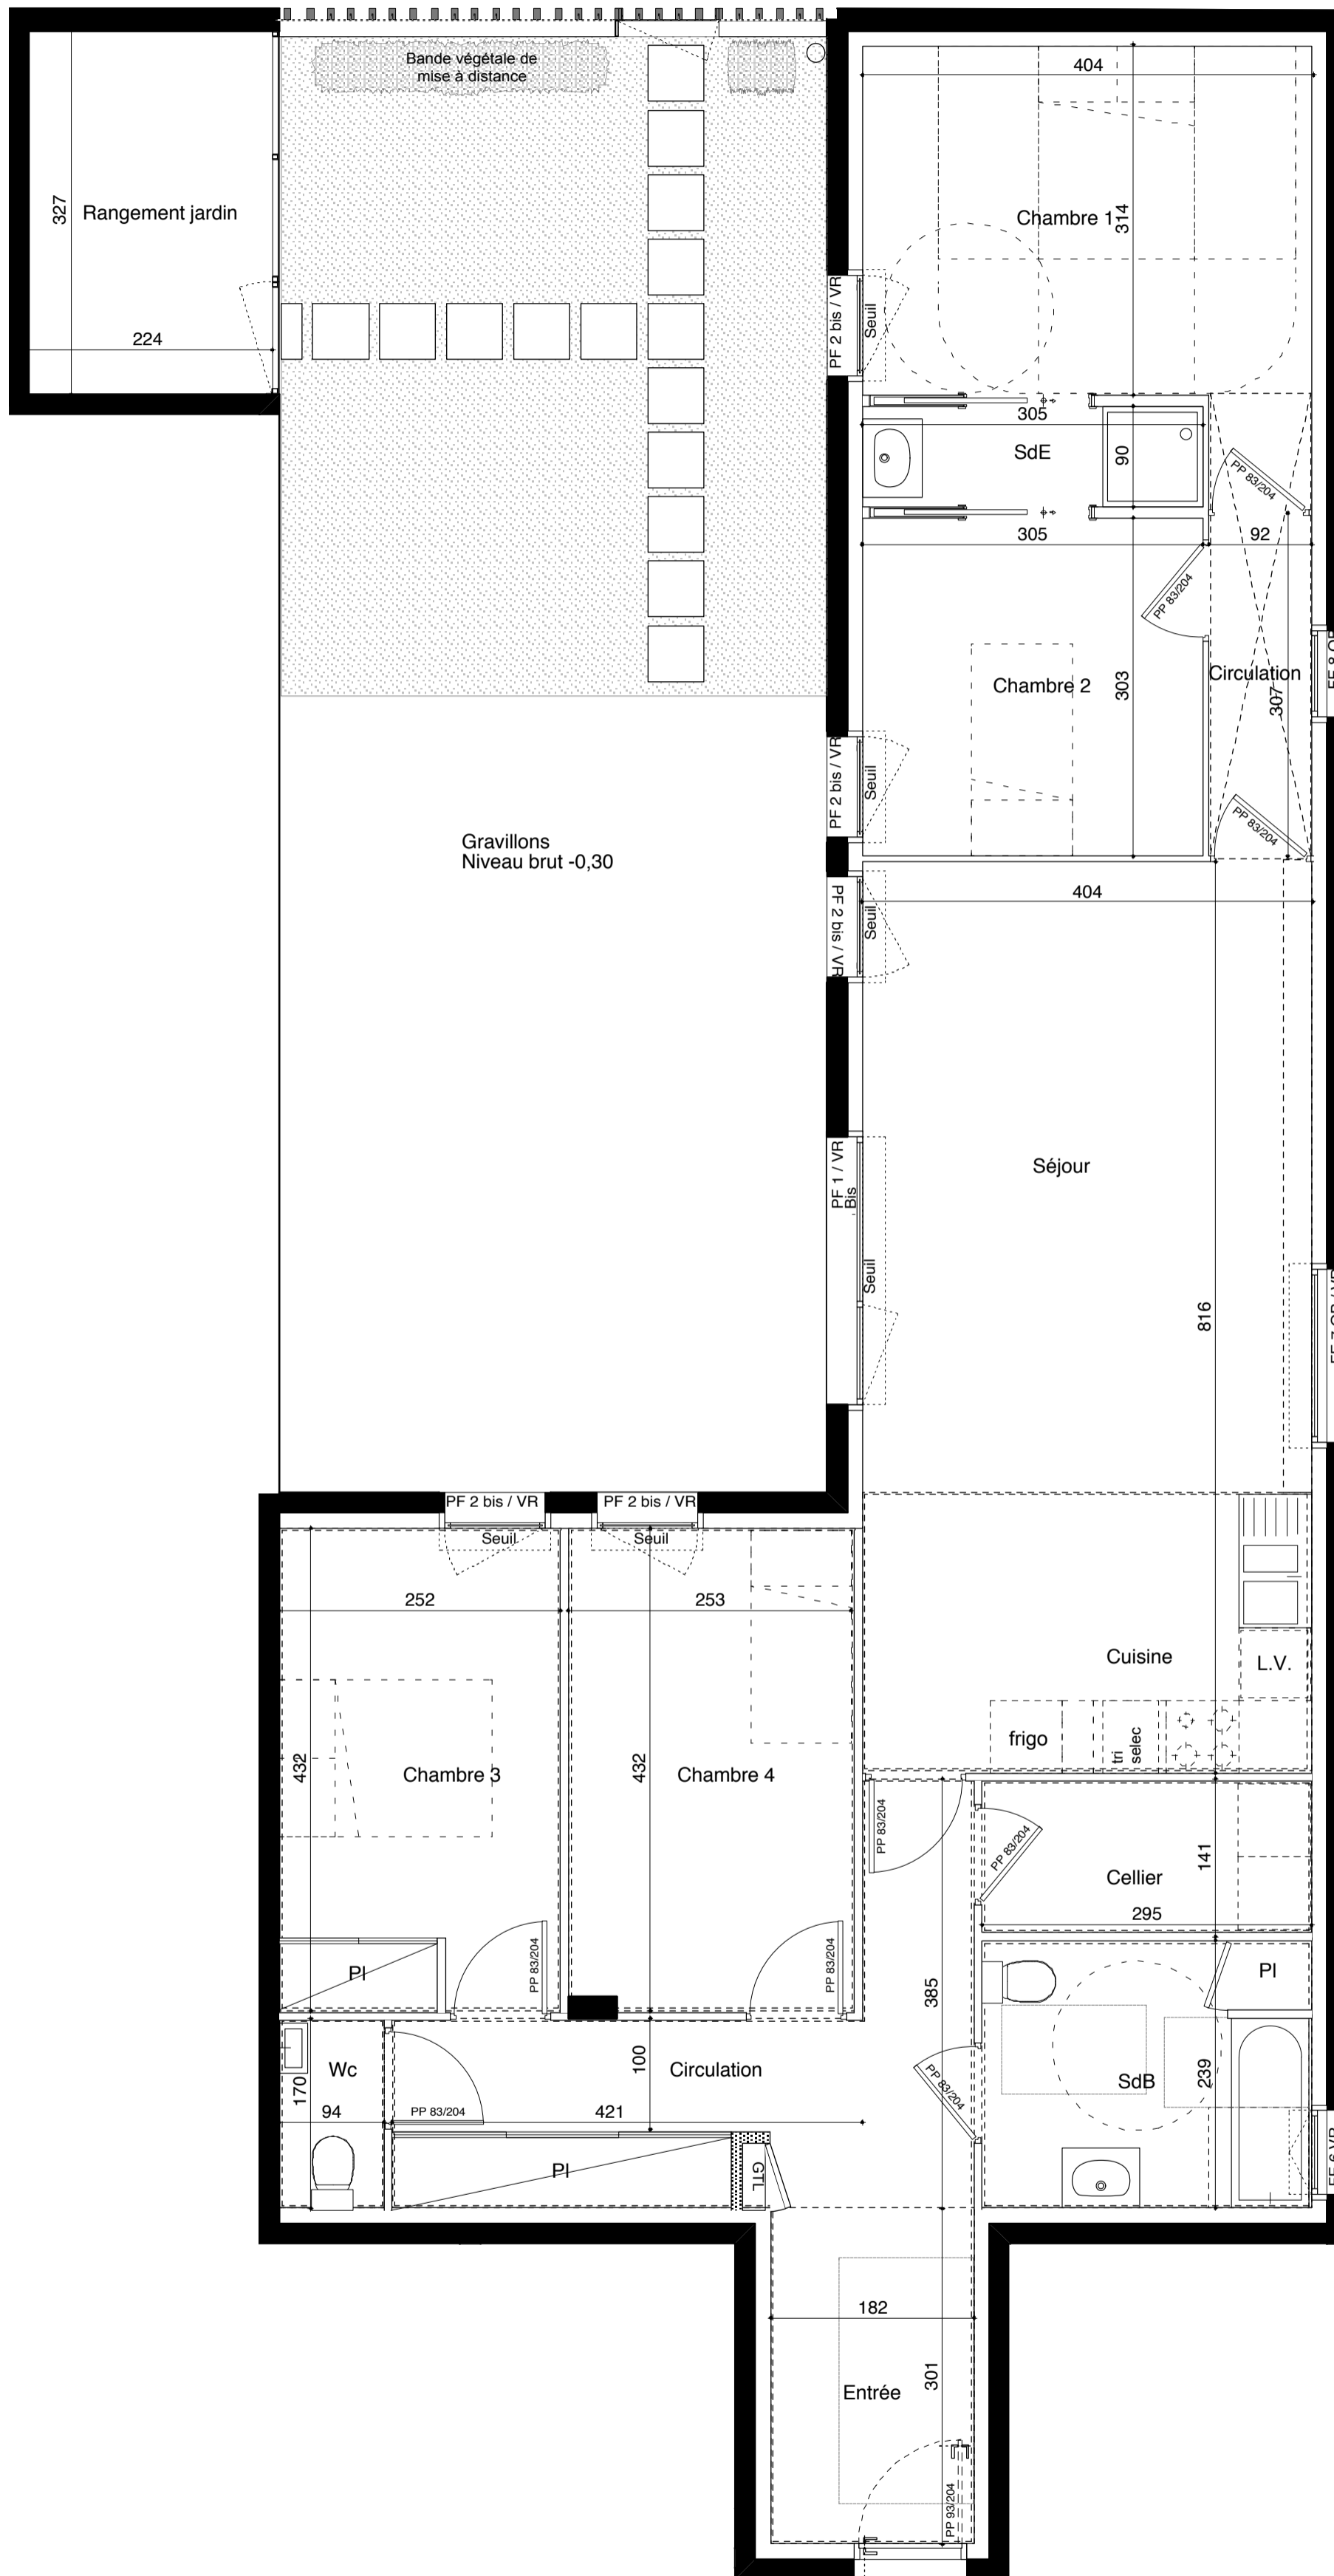 Bande végétale de
mise à distance
404
327
Rangement jardin
Chambre 1
314
224
PF 2 bis / VR
Seuil
305
SdE
90
PP 83/204
305
92
PP 83/204
Chambre 2
303
Circulation
307
PF 2 bis / VR
Seuil
PP 83/204
Gravillons
Niveau brut -0,30
404
PF 2 bis / VR
Seuil
Séjour
PF 1 / VR
Bis
Seuil
816
PF 2 bis / VR
PF 2 bis / VR
Seuil
Seuil
252
253
Cuisine
L.V.
frigo
tri
selec
432
Chambre 3
432
Chambre 4
PP 83/204
PP 83/204
141
Cellier
295
PP 83/204
PP 83/204
Pl
385
Pl
Wc
100
Circulation
170
94
PP 83/204
421
PP 83/204
SdB
239
Pl
GTL
182
301
Entrée
PP 93/204